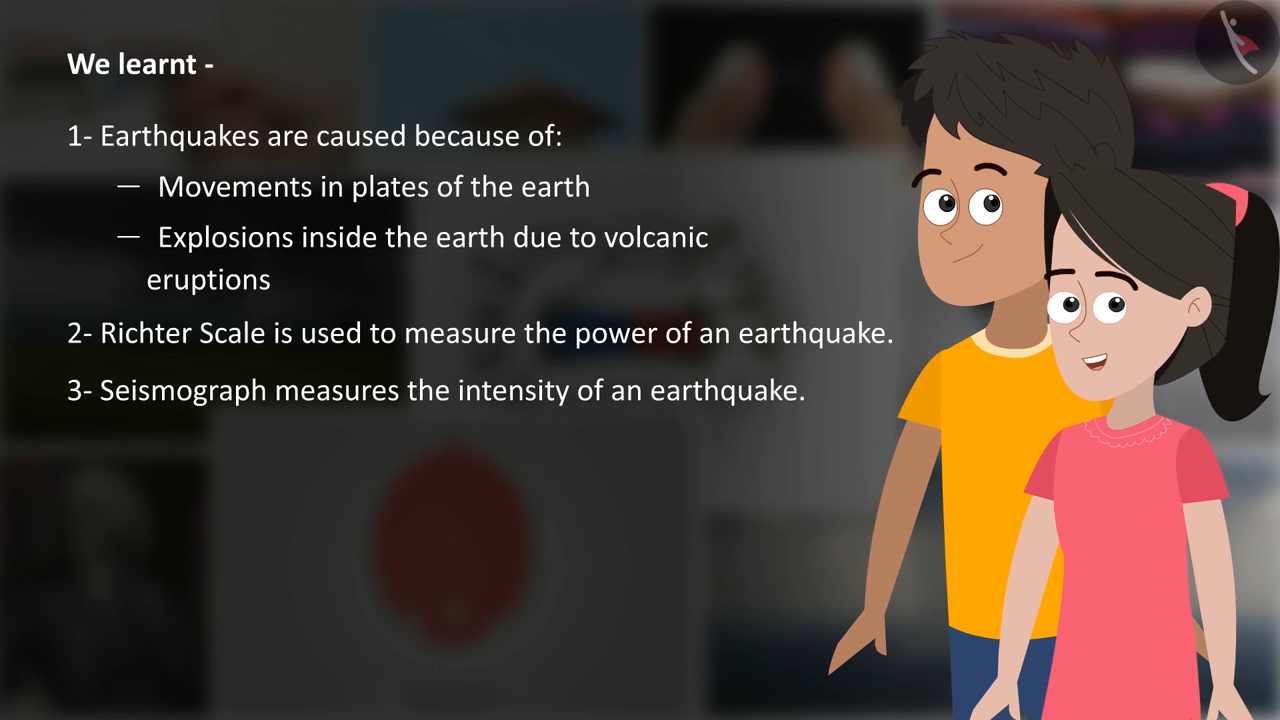 We learnt -
1- Earthquakes are caused because of:
— Movements in plates of the earth
— Explosions inside the earth due to volcanic
eruptions
2- Richter Scale is used to measure the power of an earthquake.
3- Seismograph measures the intensity of an earthquake.